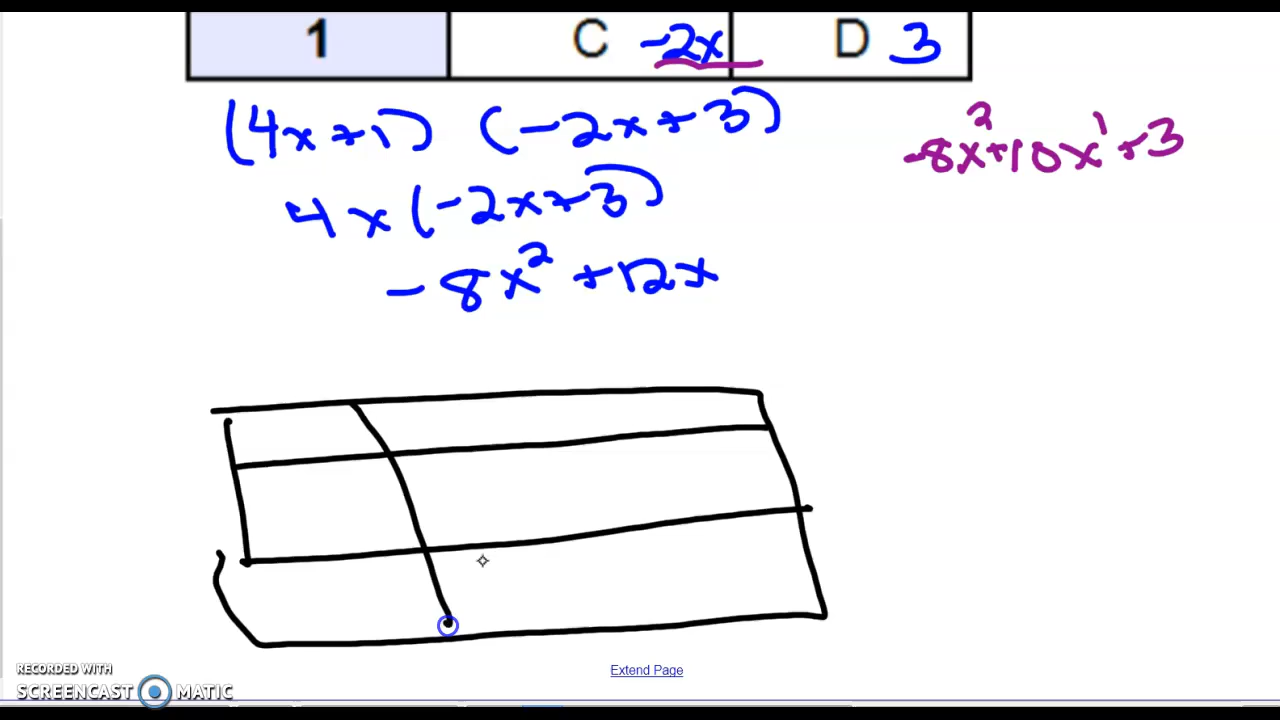 1 C -2x D 3
(4x+1) (-2x+3)
-8x²+10x¹+3
4x(-2x+3)
-8x² +12x
Extend Page
RECORDED WITH
SCREENCAST MATIC